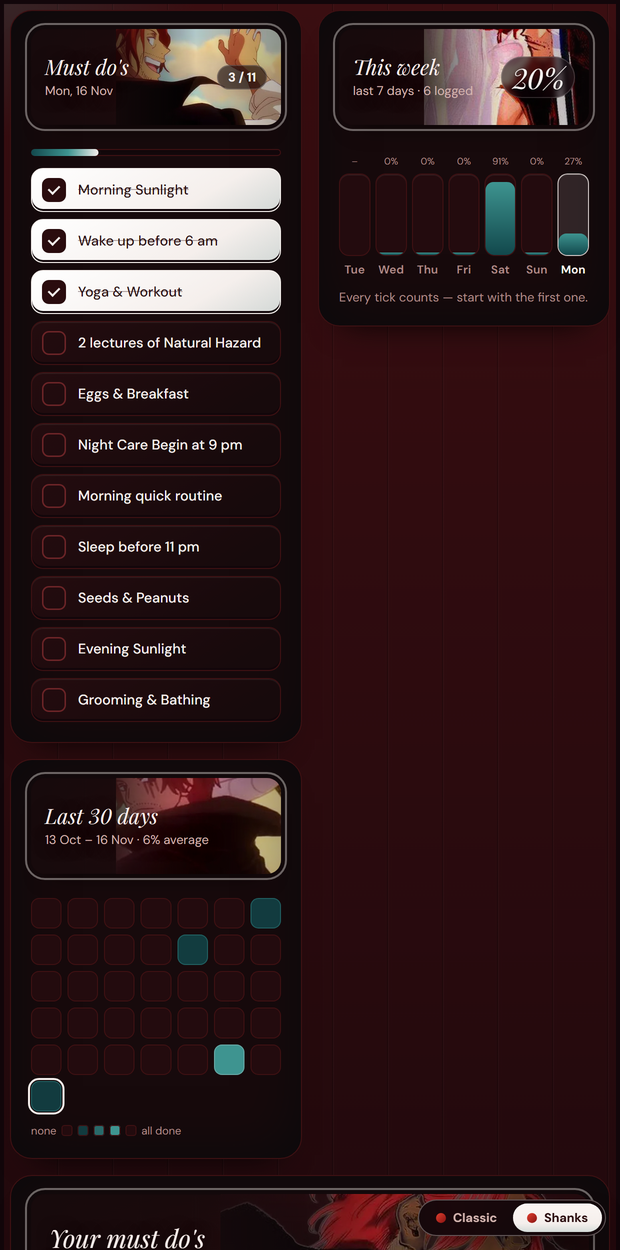 Must do's
Mon, 16 Nov
3 / 11
Morning Sunlight
Wake up before 6 am
Yoga & Workout
2 lectures of Natural Hazard
Eggs & Breakfast
Night Care Begin at 9 pm
Morning quick routine
Sleep before 11 pm
Seeds & Peanuts
Evening Sunlight
Grooming & Bathing
This week
last 7 days · 6 logged
20%
– 0% 0% 0% 91% 0% 27%
Tue Wed Thu Fri Sat Sun Mon
Every tick counts — start with the first one.
Last 30 days
13 Oct – 16 Nov · 6% average
none all done
Your must do's
Classic Shanks